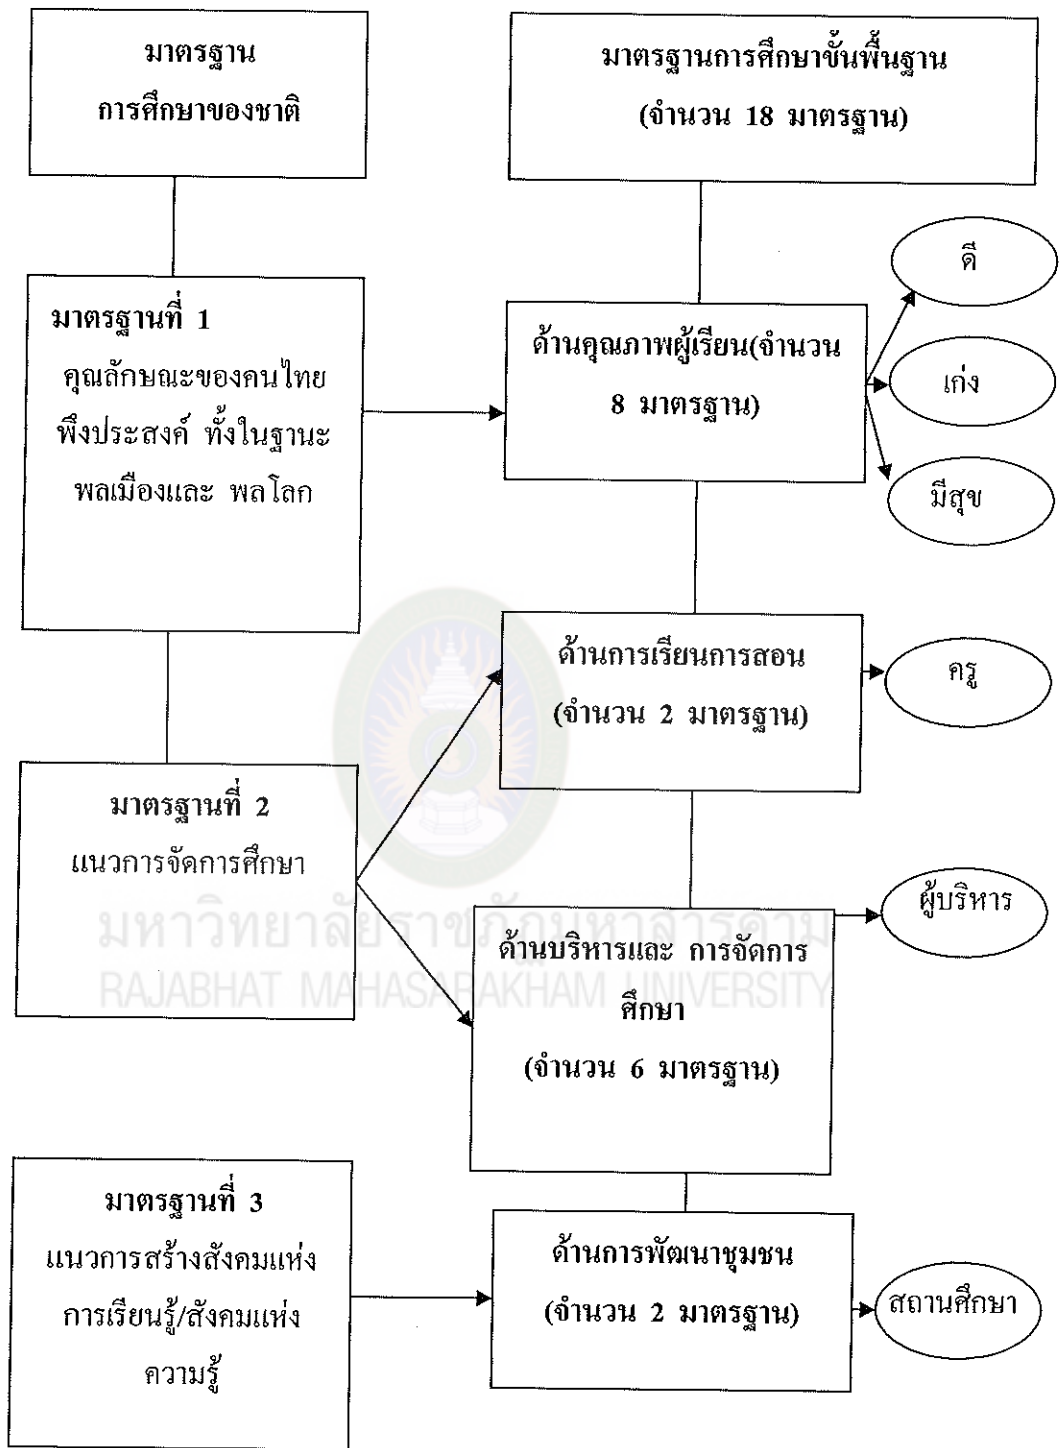 มาตรฐาน
การศึกษาของชาติ
มาตรฐานการศึกษาขั้นพื้นฐาน
(จำนวน 18 มาตรฐาน)
มาตรฐานที่ 1
คุณลักษณะของคนไทย
พึงประสงค์ ทั้งในฐานะ
พลเมืองและ พลโลก
ด้านคุณภาพผู้เรียน(จำนวน
8 มาตรฐาน)
ดี
เก่ง
มีสุข
มาตรฐานที่ 2
แนวการจัดการศึกษา
ด้านการเรียนการสอน
(จำนวน 2 มาตรฐาน)
ครู
ด้านบริหารและ การจัดการ
ศึกษา
(จำนวน 6 มาตรฐาน)
ผู้บริหาร
มหาวิทยาลัยราชภัฏมหาสารคาม
RAJABHAT MAHASARAKHAM UNIVERSITY
มาตรฐานที่ 3
แนวการสร้างสังคมแห่ง
การเรียนรู้/สังคมแห่ง
ความรู้
ด้านการพัฒนาชุมชน
(จำนวน 2 มาตรฐาน)
สถานศึกษา